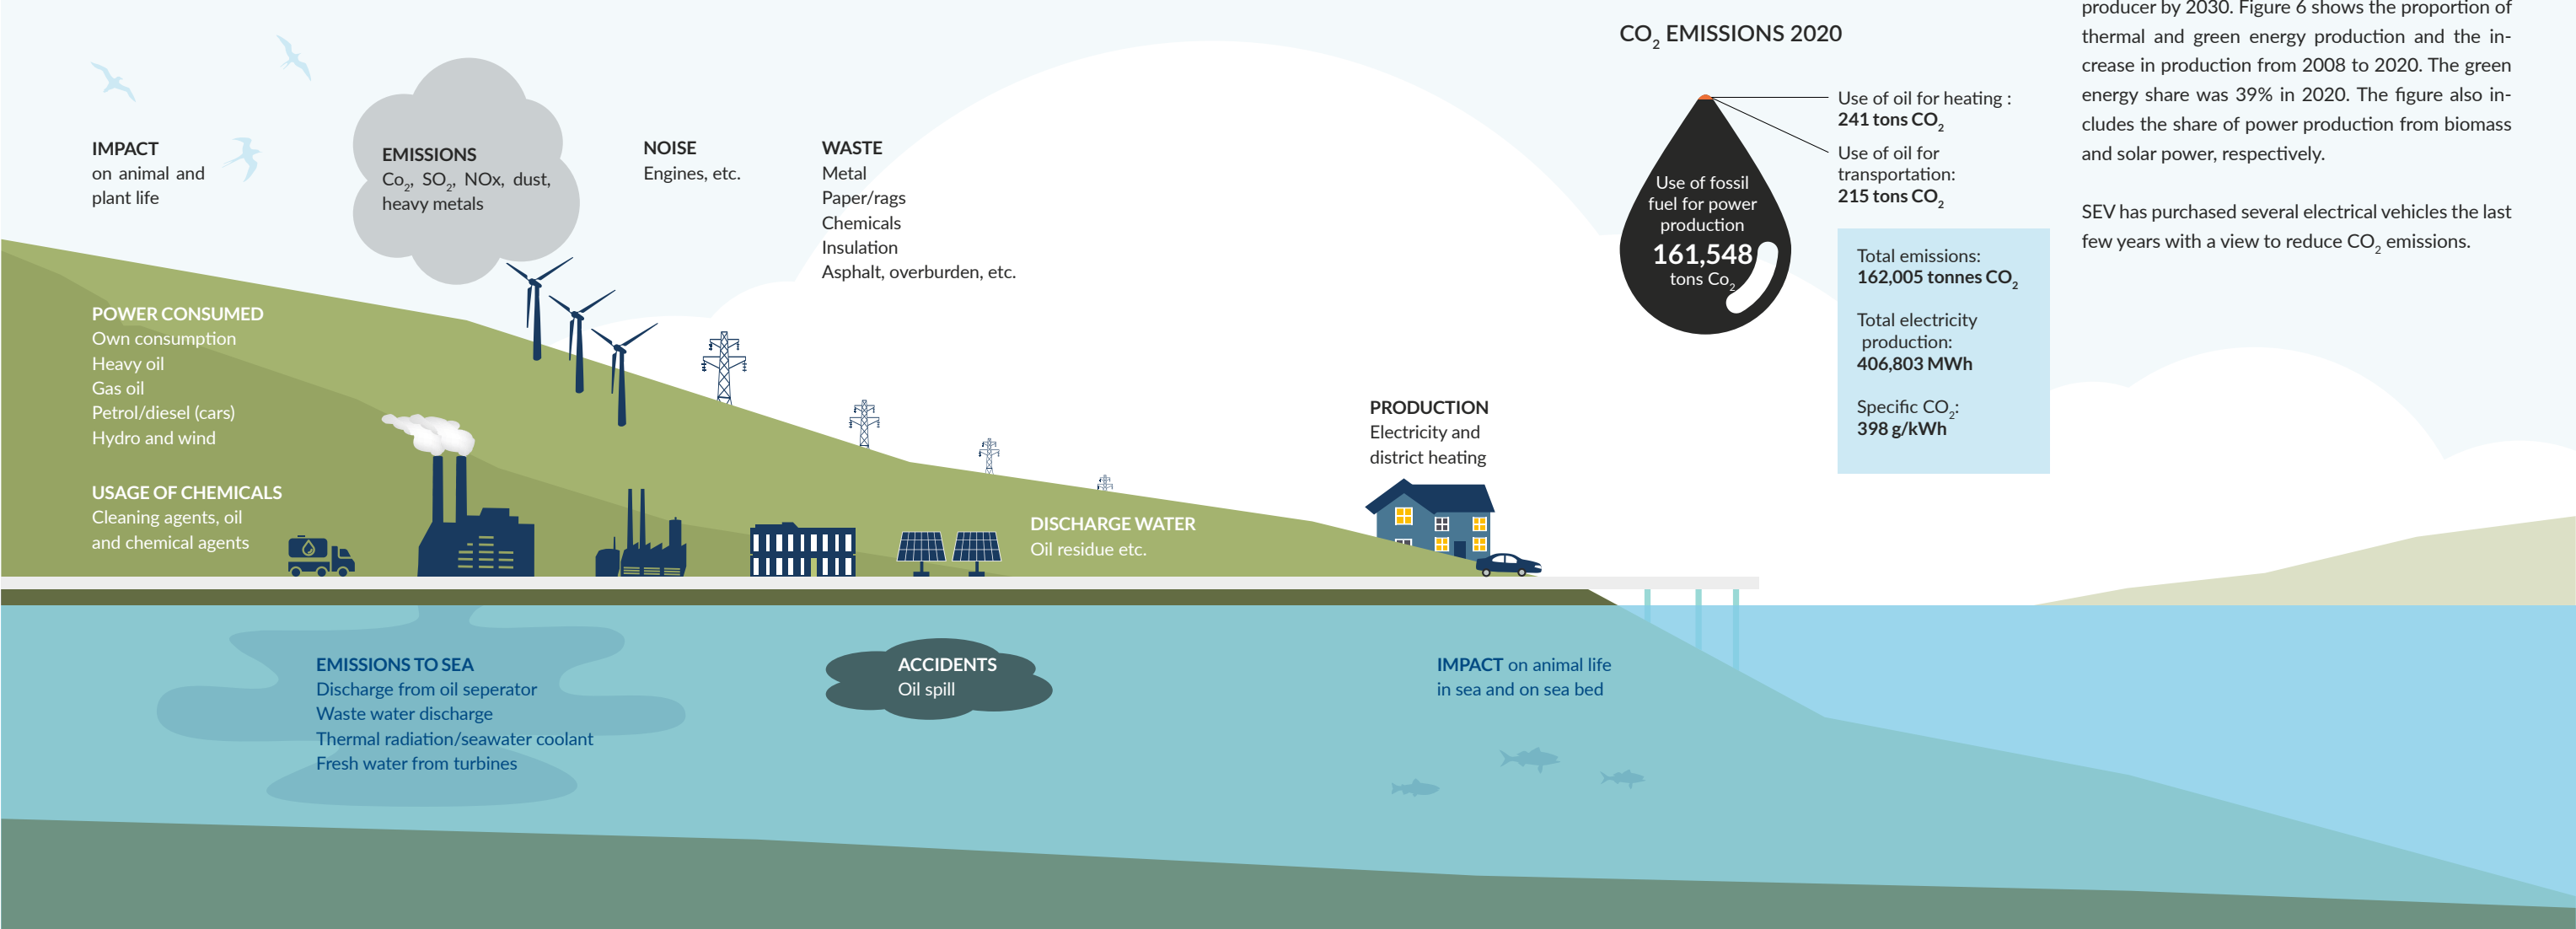 IMPACT
on animal and
plant life
EMISSIONS
Co2, SO2, NOx, dust,
heavy metals
NOISE
Engines, etc.
WASTE
Metal
Paper/rags
Chemicals
Insulation
Asphalt, overburden, etc.
POWER CONSUMED
Own consumption
Heavy oil
Gas oil
Petrol/diesel (cars)
Hydro and wind
USAGE OF CHEMICALS
Cleaning agents, oil
and chemical agents
DISCHARGE WATER
Oil residue etc.
PRODUCTION
Electricity and
district heating
EMISSIONS TO SEA
Discharge from oil seperator
Waste water discharge
Thermal radiation/seawater coolant
Fresh water from turbines
ACCIDENTS
Oil spill
IMPACT on animal life
in sea and on sea bed
CO2 EMISSIONS 2020
Use of oil for heating :
241 tons CO2
Use of oil for
transportation:
215 tons CO2
Use of fossil
fuel for power
production
161,548
tons Co2
Total emissions:
162,005 tonnes CO2
Total electricity
production:
406,803 MWh
Specific CO2:
398 g/kWh
producer by 2030. Figure 6 shows the proportion of
thermal and green energy production and the in-
crease in production from 2008 to 2020. The green
energy share was 39% in 2020. The figure also in-
cludes the share of power production from biomass
and solar power, respectively.
SEV has purchased several electrical vehicles the last
few years with a view to reduce CO2 emissions.